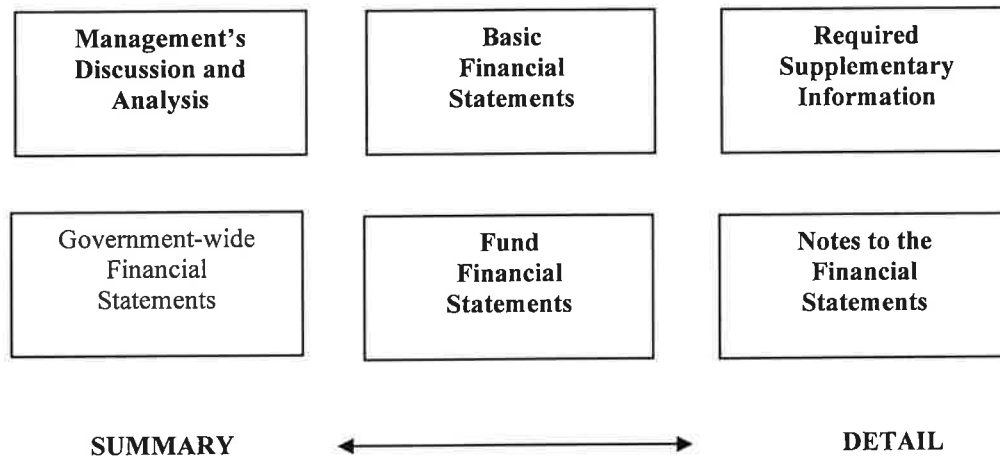 Management's
Discussion and
Analysis
Basic
Financial
Statements
Required
Supplementary
Information
Government-wide
Financial
Statements
Fund
Financial
Statements
Notes to the
Financial
Statements
SUMMARY
DETAIL